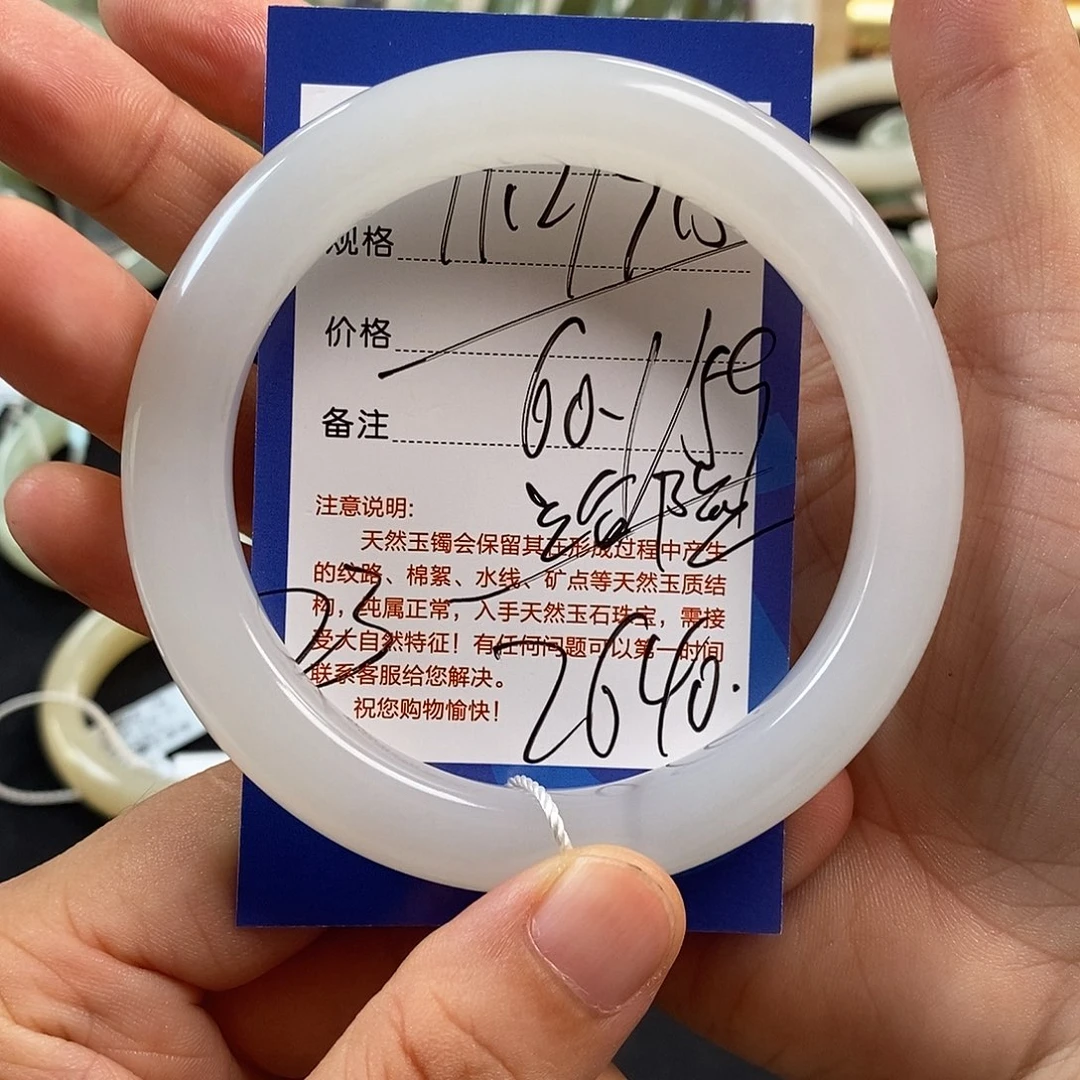 规格
价格
60-1/59
备注
注意说明:
天然玉镯会保留其在形成过程中产生
的纹路、棉絮、水线、矿点等天然玉质结
构，纯属正常，入手天然玉石珠宝，需接
受大自然特征！有任何问题可以第一时间
联系客服给您解决。
23
2640.
祝您购物愉快！